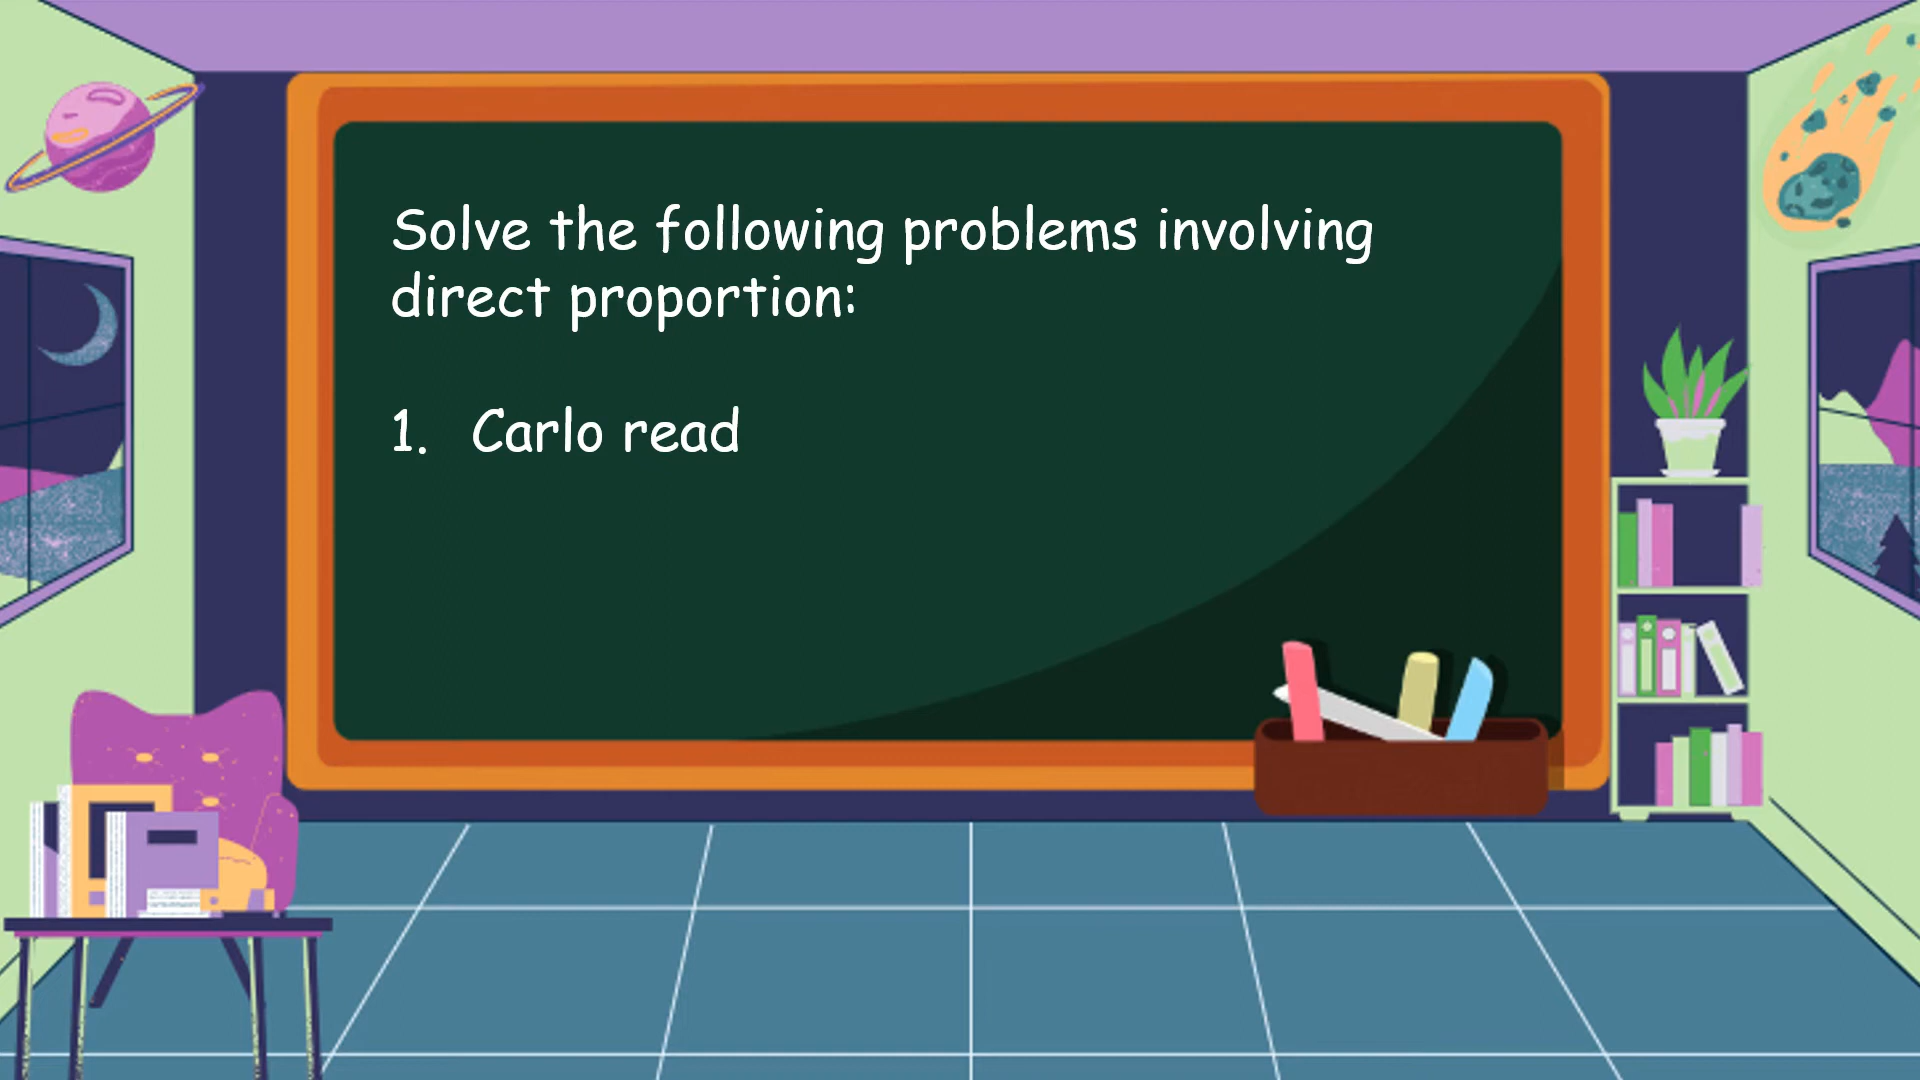 Solve the following problems involving
direct proportion:
1. Carlo read